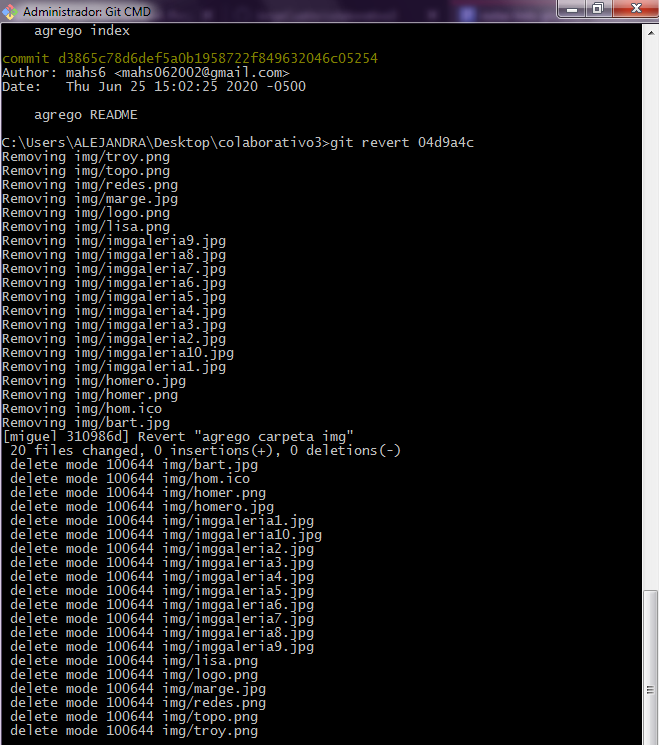 Administrador: Git CMD
agrego index
commit d3865c78d6def5a0b1958722f849632046c05254
Author: mahs6 <mahs062002@gmail.com>
Date:   Thu Jun 25 15:02:25 2020 -0500
agrego README
C:\Users\ALEJANDRA\Desktop\colaborativo3>git revert 04d9a4c
Removing img/troy.png
Removing img/topo.png
Removing img/redes.png
Removing img/marge.jpg
Removing img/logo.png
Removing img/lisa.png
Removing img/imggaleria9.jpg
Removing img/imggaleria8.jpg
Removing img/imggaleria7.jpg
Removing img/imggaleria6.jpg
Removing img/imggaleria5.jpg
Removing img/imggaleria4.jpg
Removing img/imggaleria3.jpg
Removing img/imggaleria2.jpg
Removing img/imggaleria10.jpg
Removing img/imggaleria1.jpg
Removing img/homero.jpg
Removing img/homer.png
Removing img/hom.ico
Removing img/bart.jpg
[miguel 310986d] Revert "agrego carpeta img"
20 files changed, 0 insertions(+), 0 deletions(-)
delete mode 100644 img/bart.jpg
delete mode 100644 img/hom.ico
delete mode 100644 img/homer.png
delete mode 100644 img/homero.jpg
delete mode 100644 img/imggaleria1.jpg
delete mode 100644 img/imggaleria10.jpg
delete mode 100644 img/imggaleria2.jpg
delete mode 100644 img/imggaleria3.jpg
delete mode 100644 img/imggaleria4.jpg
delete mode 100644 img/imggaleria5.jpg
delete mode 100644 img/imggaleria6.jpg
delete mode 100644 img/imggaleria7.jpg
delete mode 100644 img/imggaleria8.jpg
delete mode 100644 img/imggaleria9.jpg
delete mode 100644 img/lisa.png
delete mode 100644 img/logo.png
delete mode 100644 img/marge.jpg
delete mode 100644 img/redes.png
delete mode 100644 img/topo.png
delete mode 100644 img/troy.png